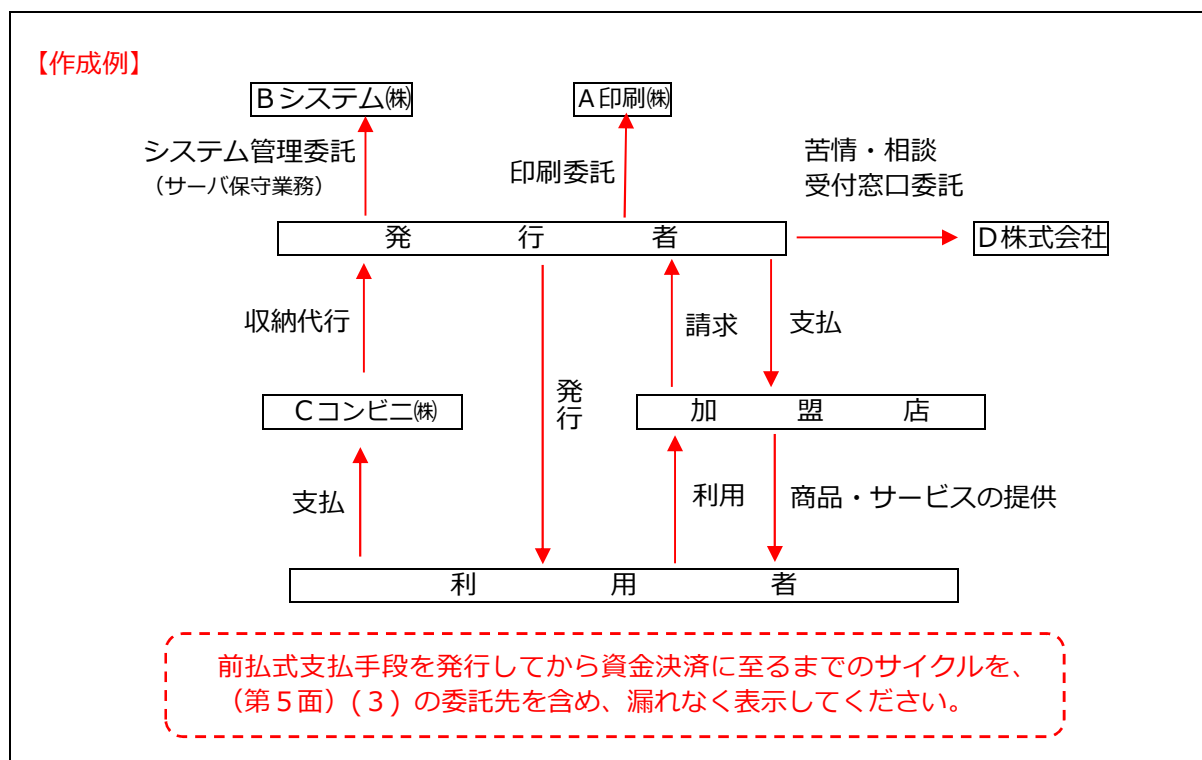 【作成例】
Bシステム㈱
A印刷㈱
システム管理委託
（サーバ保守業務）
印刷委託
苦情・相談
受付窓口委託
発行者
D株式会社
収納代行
請求
支払
発行
Cコンビニ㈱
加盟店
支払
利用
商品・サービスの提供
利用者
前払式支払手段を発行してから資金決済に至るまでのサイクルを、
（第５面）(３) の委託先を含め、漏れなく表示してください。